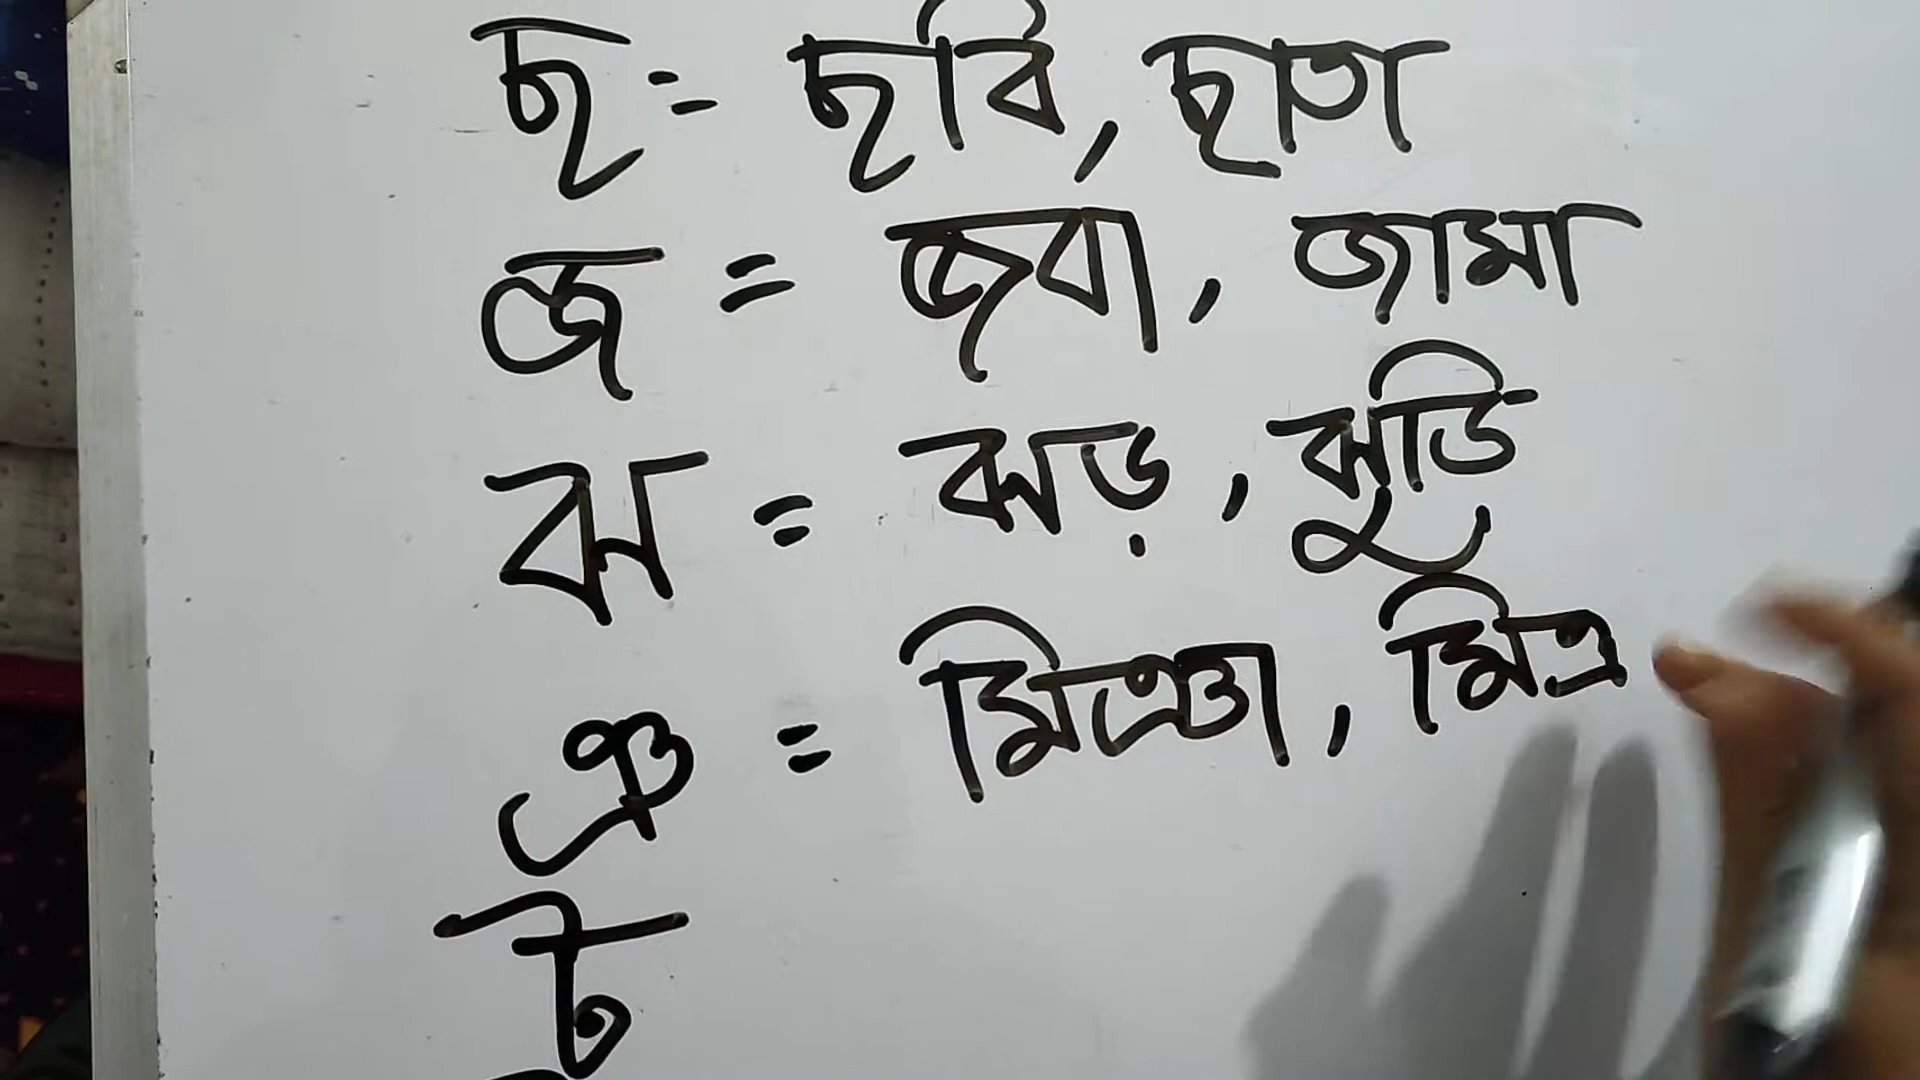 ছ = ছবি, ছাতা
জ = জবা, জামা
ঝ = ঝড়, ঝুড়ি
ঞ = মিঞা, মিত্র
ট